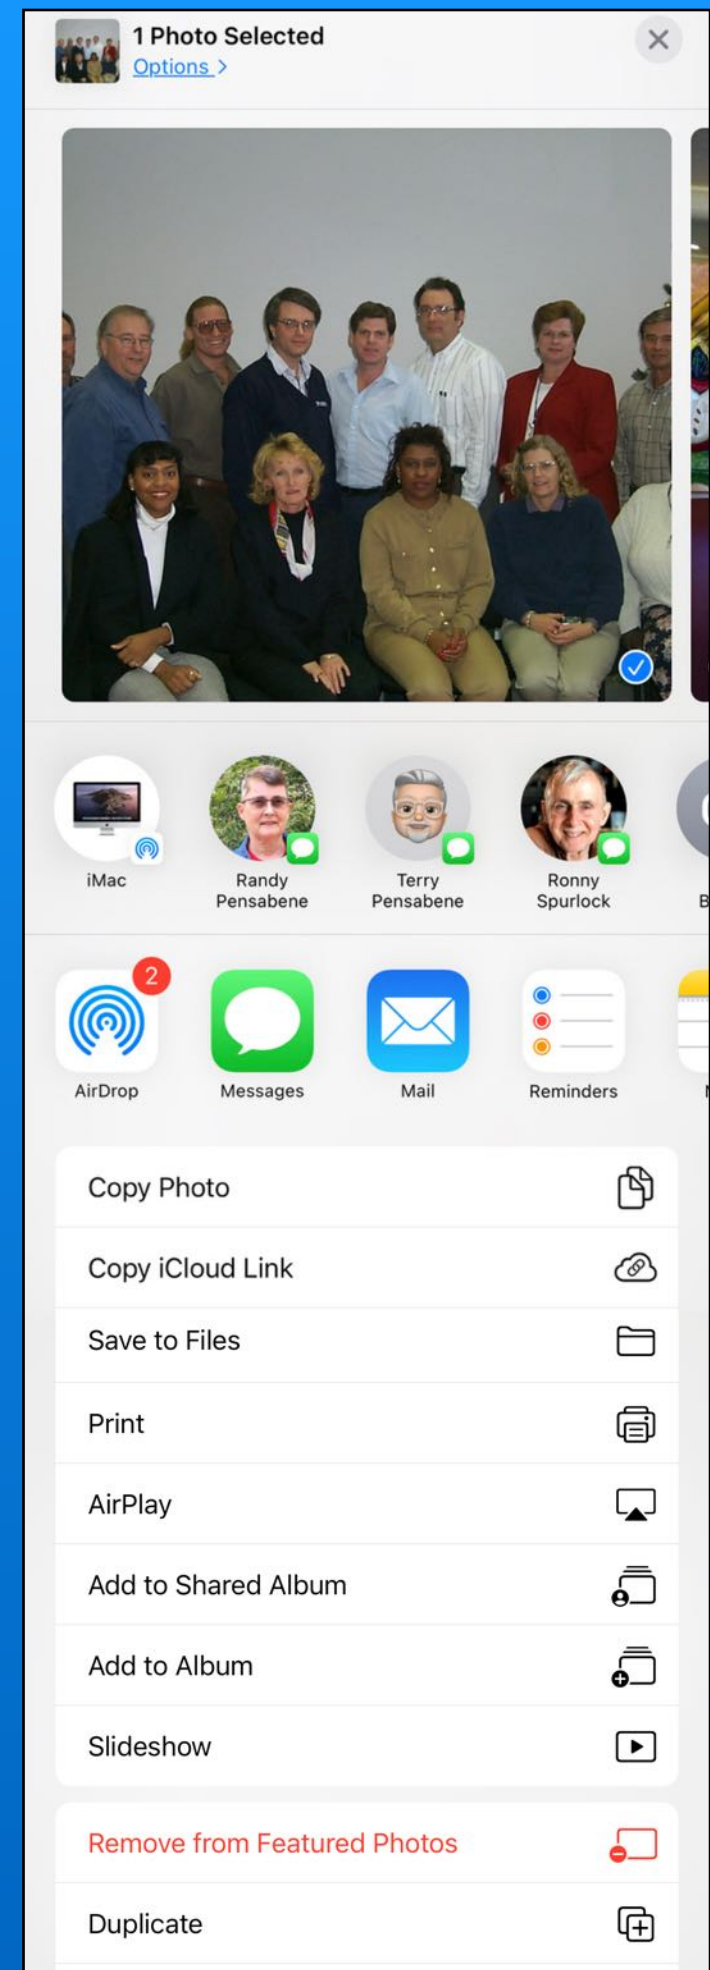 1 Photo Selected
Options >
iMac
Randy
Pensabene
Terry
Pensabene
Ronny
Spurlock
B
2
AirDrop
Messages
Mail
Reminders
Copy Photo
Copy iCloud Link
Save to Files
Print
AirPlay
Add to Shared Album
Add to Album
Slideshow
Remove from Featured Photos
Duplicate